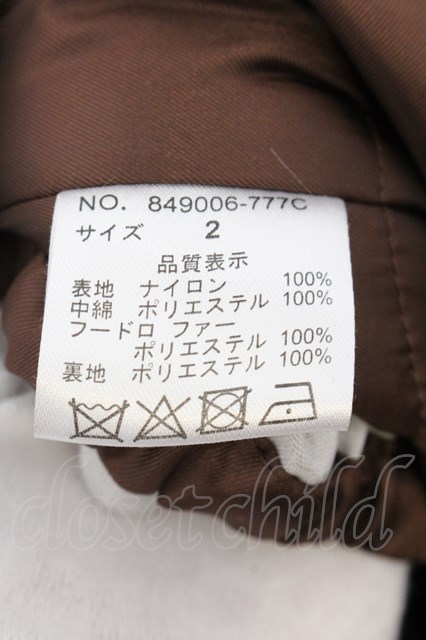 NO. 849006-777C
サイズ 2
品質表示
表地 ナイロン 100%
中綿 ポリエステル 100%
フードロ ファー
ポリエステル 100%
裏地 ポリエステル 100%
closetchild